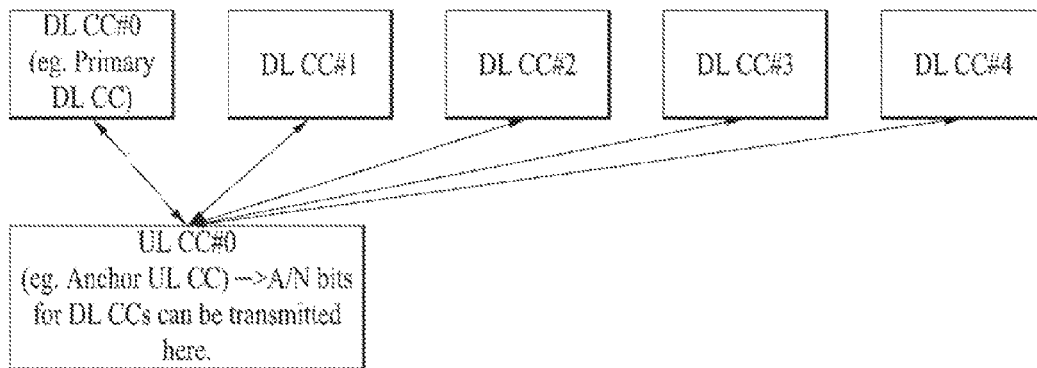 DL CC#0
(eg. Primary
DL CC)
DL CC#1
DL CC#2
DL CC#3
DL CC#4
UL CC#0
(eg. Anchor UL CC) -->A/N bits
for DL CCs can be transmitted
here.